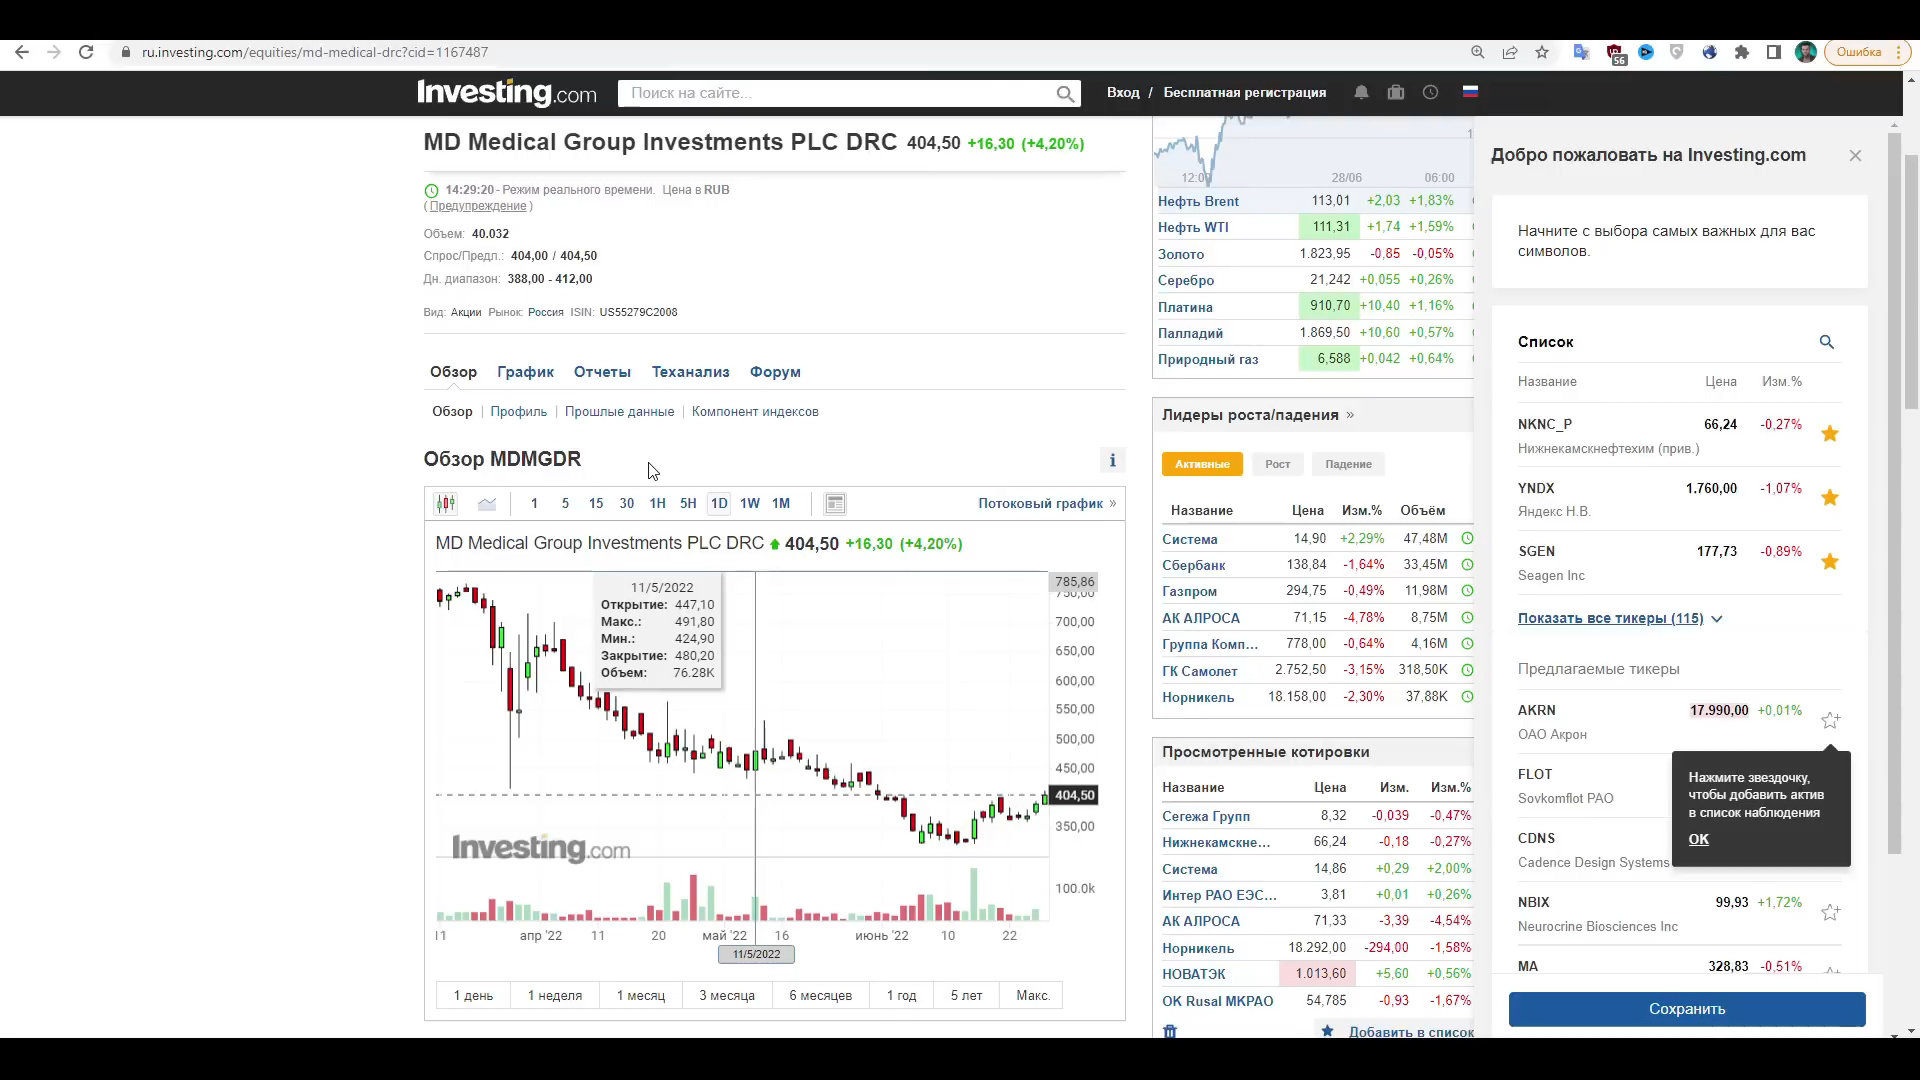 ru.investing.com/equities/md-medical-drc?cid=1167487
56
Ошибка
Investing.com
Поиск на сайте...
Вход / Бесплатная регистрация
MD Medical Group Investments PLC DRC 404,50 +16,30 (+4,20%)
14:29:20 - Режим реального времени. Цена в RUB
( Предупреждение )
Объем: 40.032
Спрос/Предл.: 404,00 / 404,50
Дн. диапазон: 388,00 - 412,00
Вид: Акции Рынок: Россия ISIN: US55279C2008
Обзор График Отчеты Теханализ Форум
Обзор | Профиль | Прошлые данные | Компонент индексов
Обзор MDMGDR
i
1 5 15 30 1H 5H 1D 1W 1M
Потоковый график »
MD Medical Group Investments PLC DRC 404,50 +16,30 (+4,20%)
11/5/2022
Открытие: 447,10
Макс.: 491,80
Мин.: 424,90
Закрытие: 480,20
Объем: 76.28K
785,86
750,00
700,00
650,00
600,00
550,00
500,00
450,00
404,50
350,00
100.0k
Investing.com
11 апр '22 11 20 май '22 16 июнь '22 10 22
11/5/2022
1 день 1 неделя 1 месяц 3 месяца 6 месяцев 1 год 5 лет Макс.
28/06 06:00
Нефть Brent 113,01 +2,03 +1,83%
Нефть WTI 111,31 +1,74 +1,59%
Золото 1.823,95 -0,85 -0,05%
Серебро 21,242 +0,055 +0,26%
Платина 910,70 +10,40 +1,16%
Палладий 1.869,50 +10,60 +0,57%
Природный газ 6,588 +0,042 +0,64%
Лидеры роста/падения »
Активные Рост Падение
Название Цена Изм.% Объём
Система 14,90 +2,29% 47,48M
Сбербанк 138,84 -1,64% 33,45M
Газпром 294,75 -0,49% 11,98M
АК АЛРОСА 71,15 -4,78% 8,75M
Группа Комп... 778,00 -0,64% 4,16M
ГК Самолет 2.752,50 -3,15% 318,50K
Норникель 18.158,00 -2,30% 37,88K
Просмотренные котировки
Название Цена Изм. Изм.%
Сегежа Групп 8,32 -0,039 -0,47%
Нижнекамскне... 66,24 -0,18 -0,27%
Система 14,86 +0,29 +2,00%
Интер РАО ЕЭС... 3,81 +0,01 +0,26%
АК АЛРОСА 71,33 -3,39 -4,54%
Норникель 18.292,00 -294,00 -1,58%
НОВАТЭК 1.013,60 +5,60 +0,56%
OK Rusal МКРАО 54,785 -0,93 -1,67%
Добавить в список
Добро пожаловать на Investing.com
Начните с выбора самых важных для вас
символов.
Список
Название Цена Изм.%
NKNC_P 66,24 -0,27%
Нижнекамскнефтехим (прив.)
YNDX 1.760,00 -1,07%
Яндекс Н.В.
SGEN 177,73 -0,89%
Seagen Inc
Показать все тикеры (115)
Предлагаемые тикеры
AKRN 17.990,00 +0,01%
ОАО Акрон
FLOT
Sovkomflot PAO
CDNS
Cadence Design Systems
Нажмите звездочку,
чтобы добавить актив
в список наблюдения
OK
NBIX 99,93 +1,72%
Neurocrine Biosciences Inc
MA 328,83 -0,51%
Сохранить